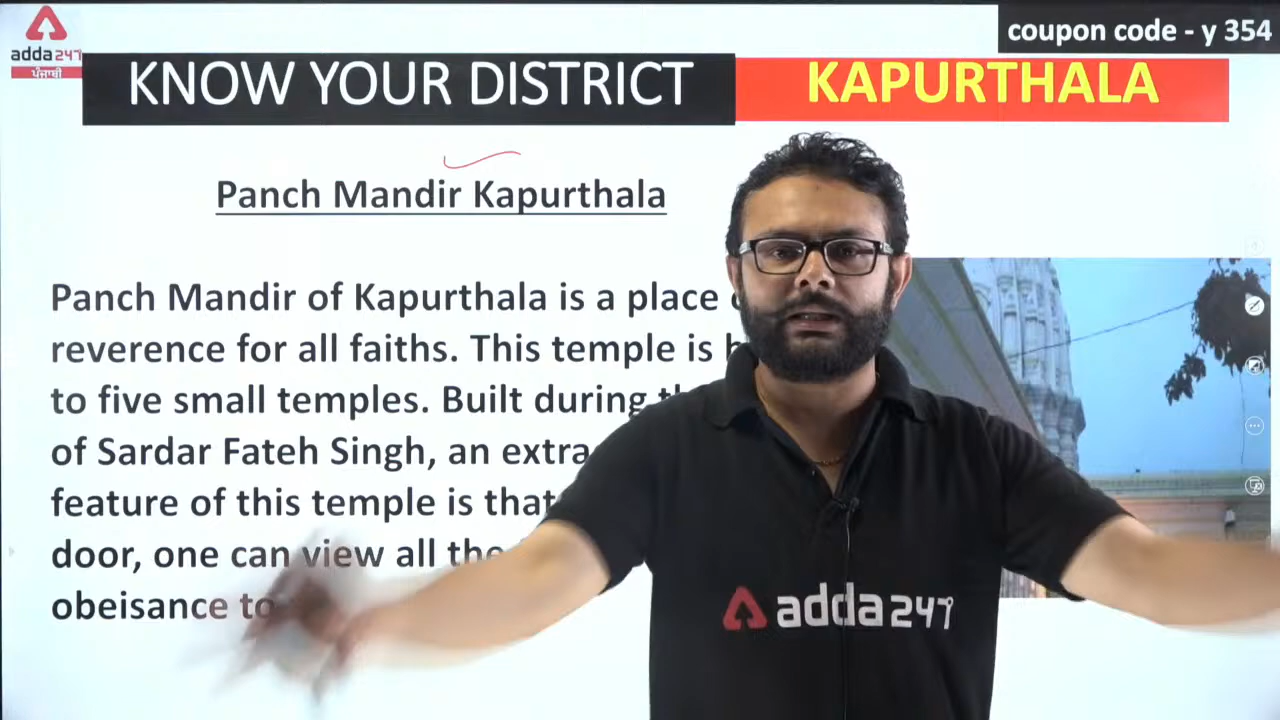 adda247
ਪੰਜਾਬੀ
coupon code - y 354
KNOW YOUR DISTRICT
KAPURTHALA
Panch Mandir Kapurthala
Panch Mandir of Kapurthala is a place
reverence for all faiths. This temple is
to five small temples. Built during
of Sardar Fateh Singh, an
feature of this temple is that
door, one can view all the
obeisance to
adda247